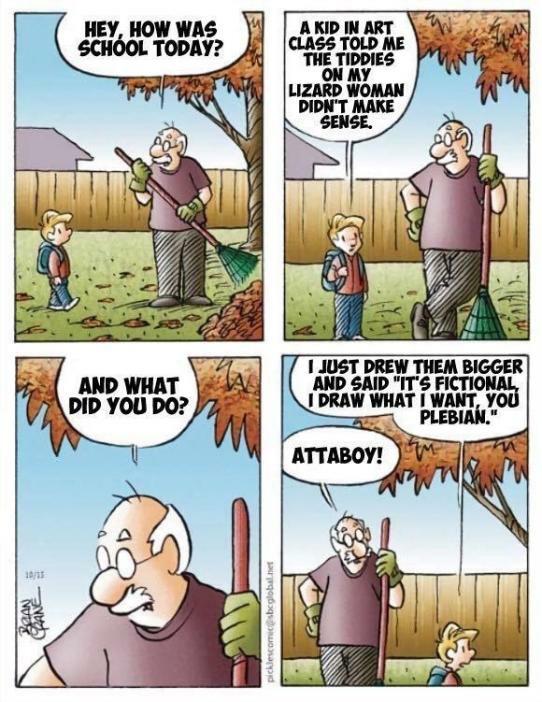 HEY, HOW WAS
SCHOOL TODAY?
A KID IN ART
CLASS TOLD ME
THE TIDDIES
ON MY
LIZARD WOMAN
DIDN'T MAKE
SENSE.
AND WHAT
DID YOU DO?
10/15
BRIAN
CRANE
picklescomic@sbcglobal.net
I JUST DREW THEM BIGGER
AND SAID "IT'S FICTIONAL,
I DRAW WHAT I WANT, YOU
PLEBIAN."
ATTABOY!